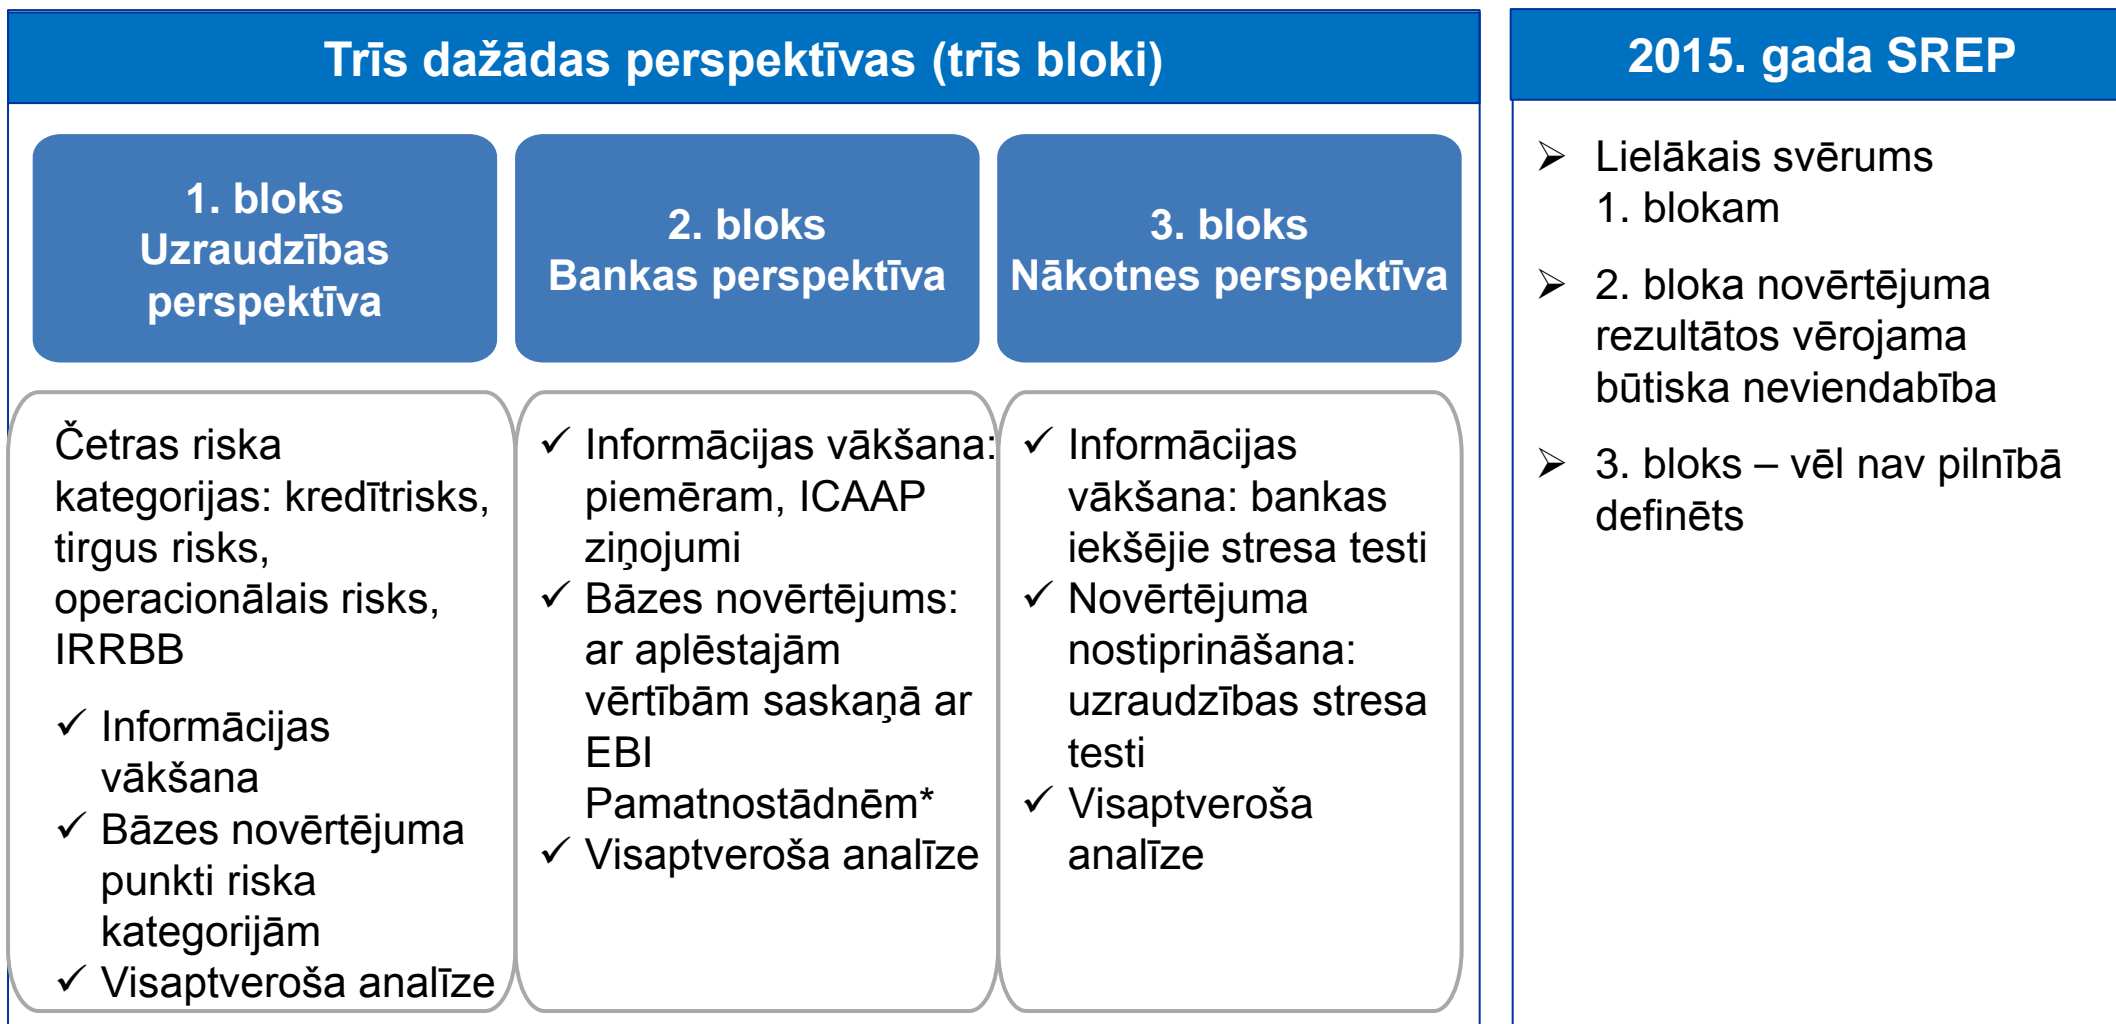 Trīs dažādas perspektīvas (trīs bloki)
1. bloks
Uzraudzības
perspektīva
2. bloks
Bankas perspektīva
3. bloks
Nākotnes perspektīva
Četras riska
kategorijas: kredītrisks,
tirgus risks,
operacionālais risks,
IRRBB
✓ Informācijas
vākšana
✓ Bāzes novērtējuma
punkti riska
kategorijām
✓ Visaptveroša analīze
✓ Informācijas vākšana:
piemēram, ICAAP
ziņojumi
✓ Bāzes novērtējums:
ar aplēstajām
vērtībām saskaņā ar
EBI
Pamatnostādnēm*
✓ Visaptveroša analīze
✓ Informācijas
vākšana: bankas
iekšējie stresa testi
✓ Novērtējuma
nostiprināšana:
uzraudzības stresa
testi
✓ Visaptveroša
analīze
2015. gada SREP
➢ Lielākais svērums
1. blokam
➢ 2. bloka novērtējuma
rezultātos vērojama
būtiska neviendabība
➢ 3. bloks – vēl nav pilnībā
definēts